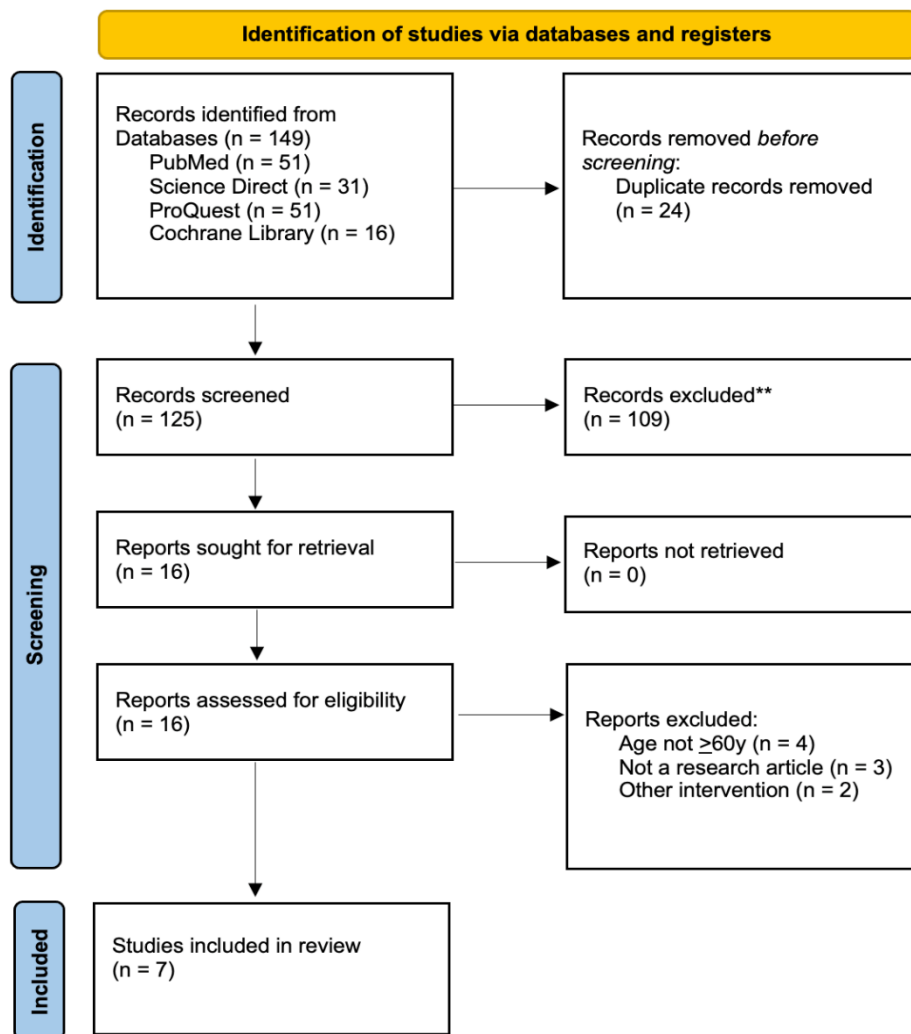 Identification of studies via databases and registers
Identification
Records identified from
Databases (n = 149)
PubMed (n = 51)
Science Direct (n = 31)
ProQuest (n = 51)
Cochrane Library (n = 16)
Records removed before
screening:
Duplicate records removed
(n = 24)
Screening
Records screened
(n = 125)
Records excluded**
(n = 109)
Reports sought for retrieval
(n = 16)
Reports not retrieved
(n = 0)
Reports assessed for eligibility
(n = 16)
Reports excluded:
Age not ≥60y (n = 4)
Not a research article (n = 3)
Other intervention (n = 2)
Included
Studies included in review
(n = 7)